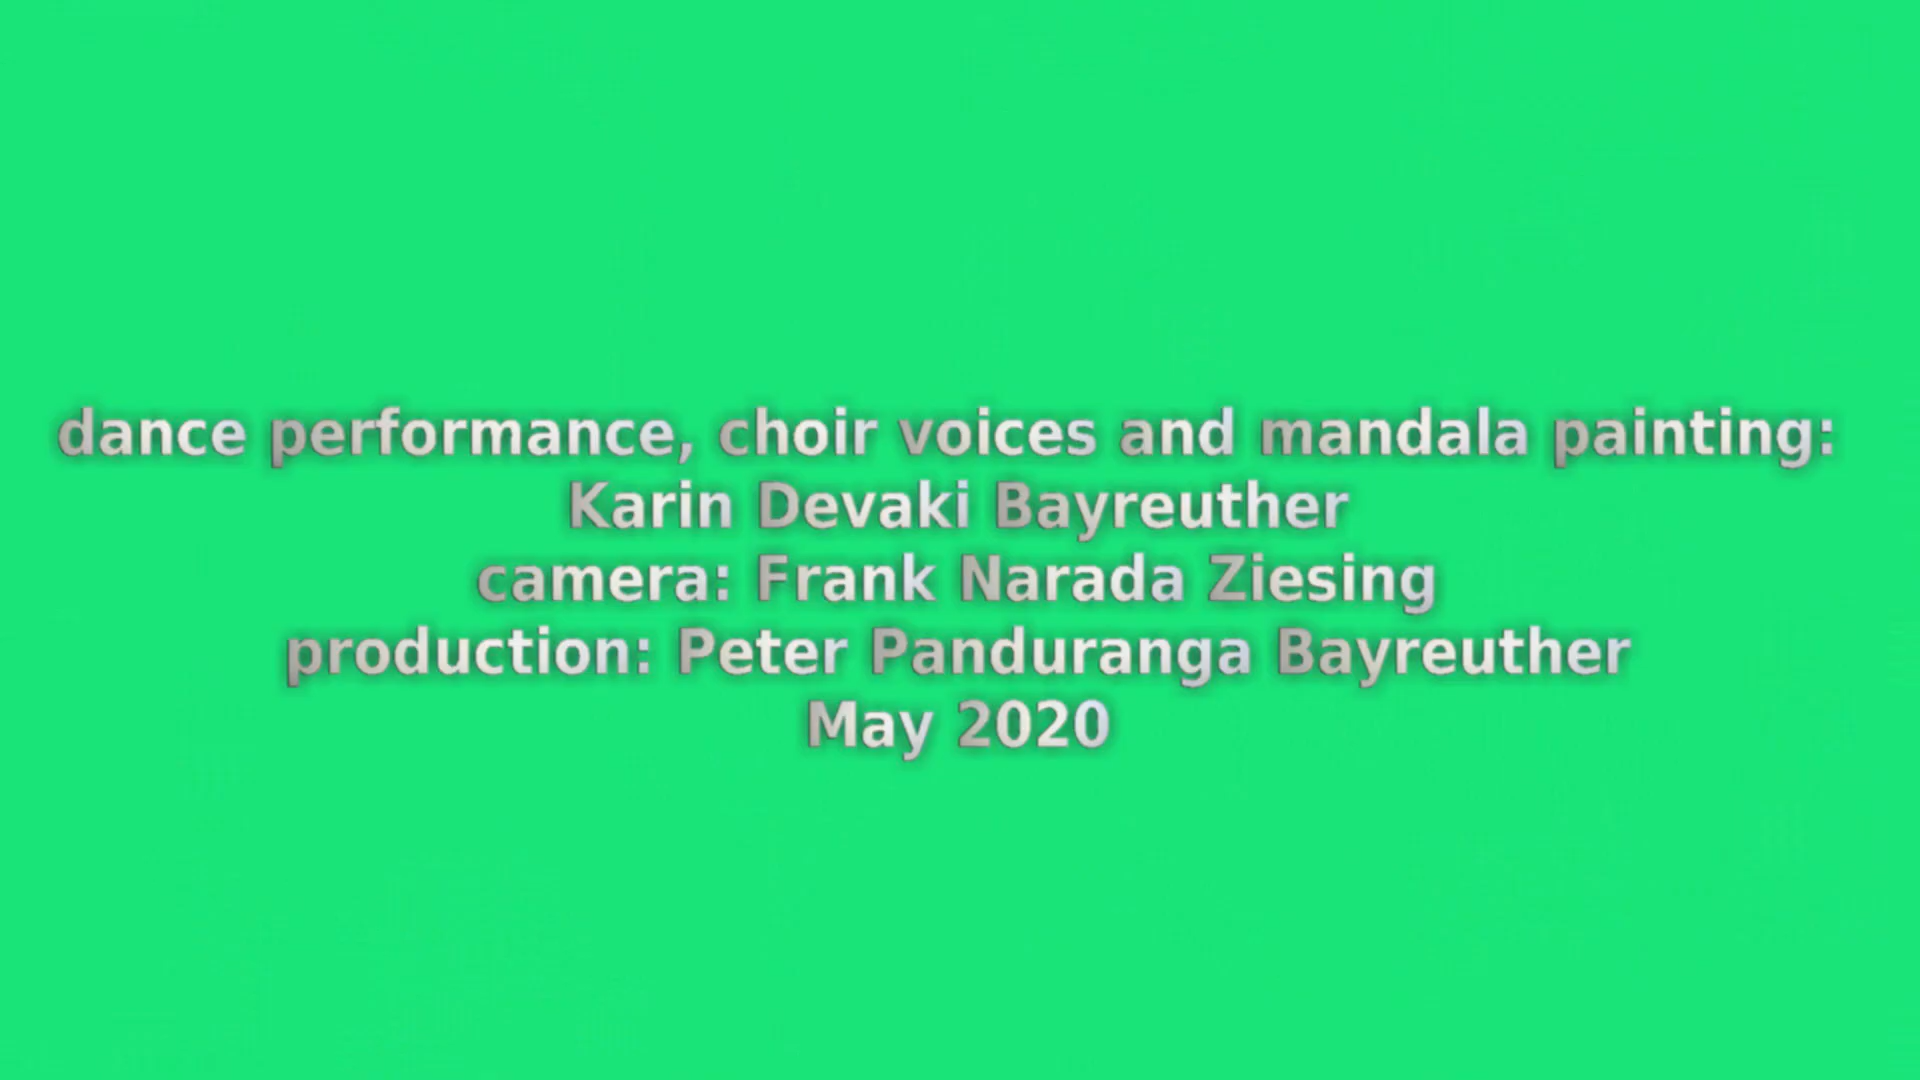 dance performance, choir voices and mandala painting:
Karin Devaki Bayreuther
camera: Frank Narada Ziesing
production: Peter Panduranga Bayreuther
May 2020